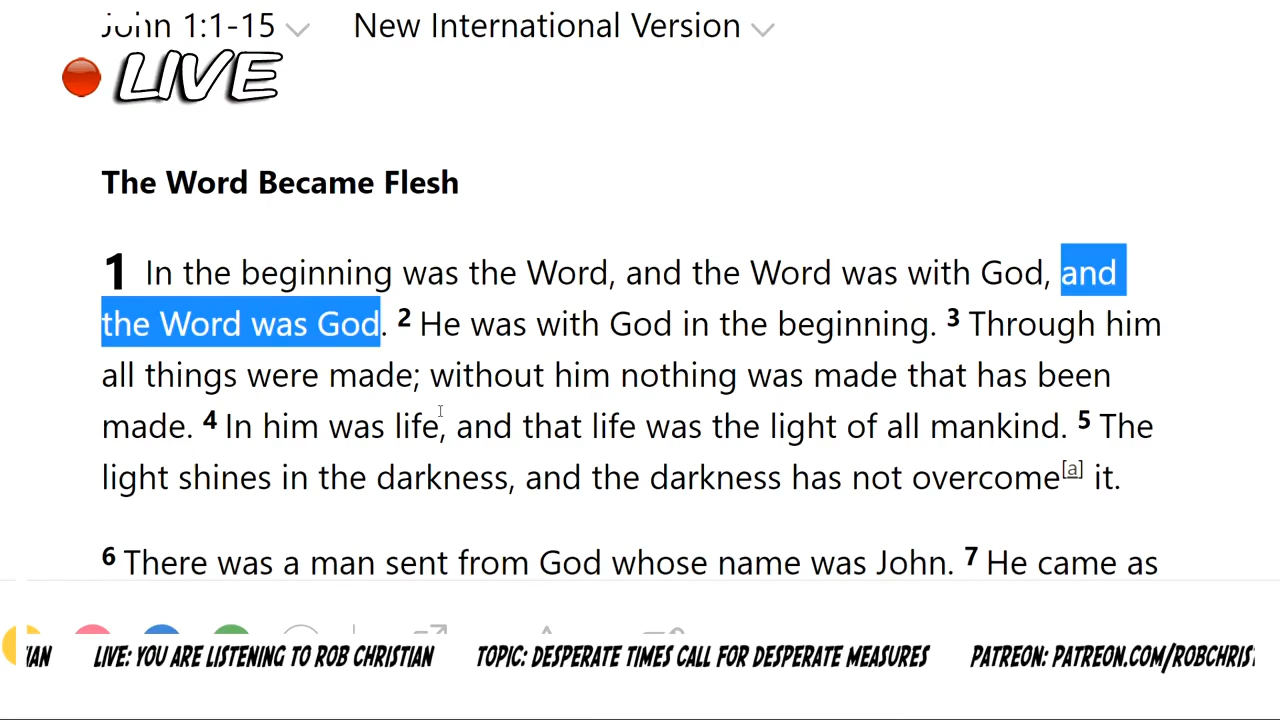 John 1:1-15 New International Version
LIVE
The Word Became Flesh
1 In the beginning was the Word, and the Word was with God, and
the Word was God. 2 He was with God in the beginning. 3 Through him
all things were made; without him nothing was made that has been
made. 4 In him was life, and that life was the light of all mankind. 5 The
light shines in the darkness, and the darkness has not overcome[a] it.
6 There was a man sent from God whose name was John. 7 He came as
IAN LIVE: YOU ARE LISTENING TO ROB CHRISTIAN TOPIC: DESPERATE TIMES CALL FOR DESPERATE MEASURES PATREON: PATREON.COM/ROBCHRIST